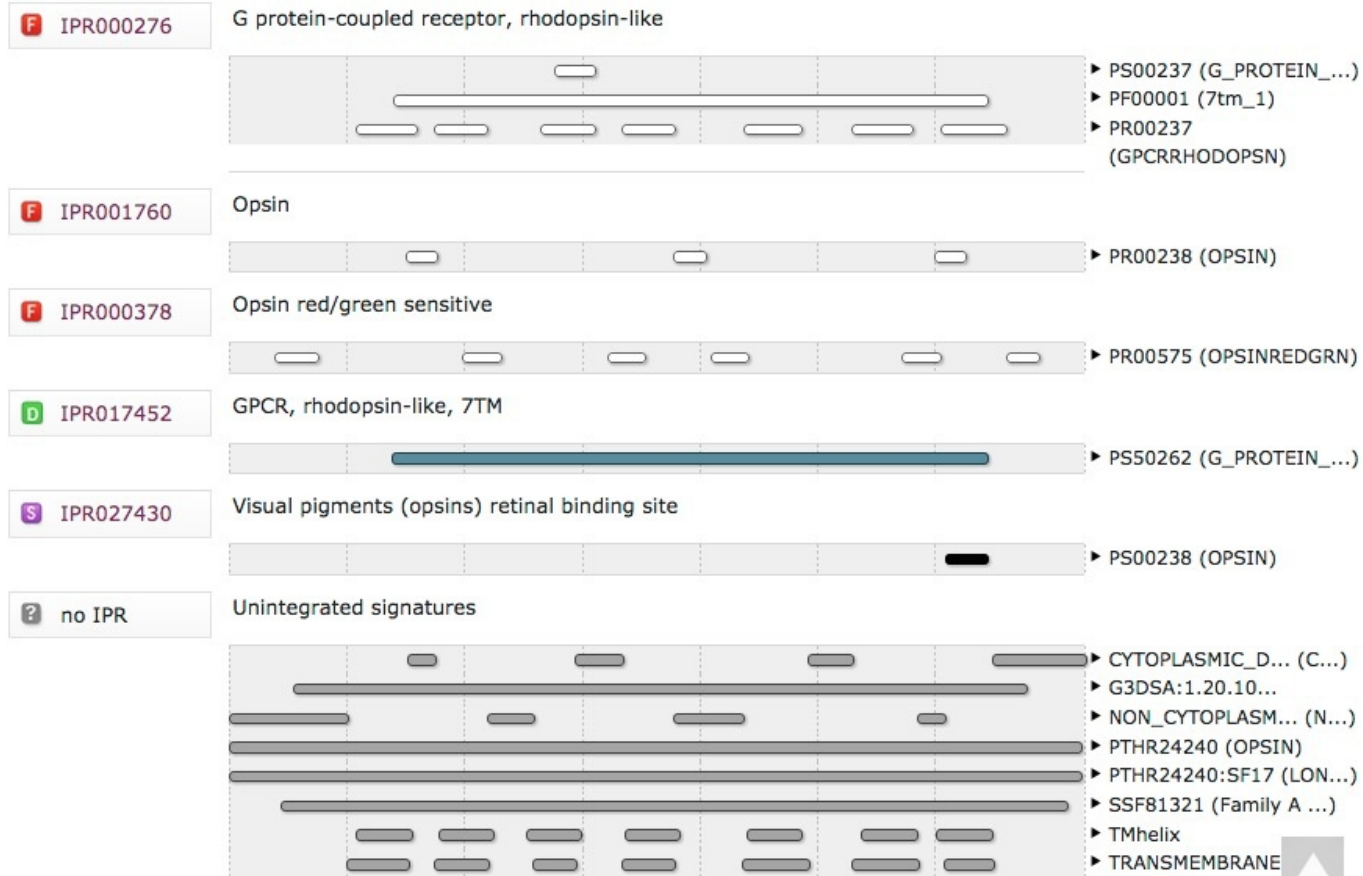 F IPR000276 G protein-coupled receptor, rhodopsin-like
PS00237 (G_PROTEIN_...)
PF00001 (7tm_1)
PR00237
(GPCRRHODOPSN)
F IPR001760 Opsin
PR00238 (OPSIN)
F IPR000378 Opsin red/green sensitive
PR00575 (OPSINREDGRN)
D IPR017452 GPCR, rhodopsin-like, 7TM
PS50262 (G_PROTEIN_...)
S IPR027430 Visual pigments (opsins) retinal binding site
PS00238 (OPSIN)
? no IPR Unintegrated signatures
CYTOPLASMIC_D... (C...)
G3DSA:1.20.10...
NON_CYTOPLASM... (N...)
PTHR24240 (OPSIN)
PTHR24240:SF17 (LON...)
SSF81321 (Family A ...)
TMhelix
TRANSMEMBRANE